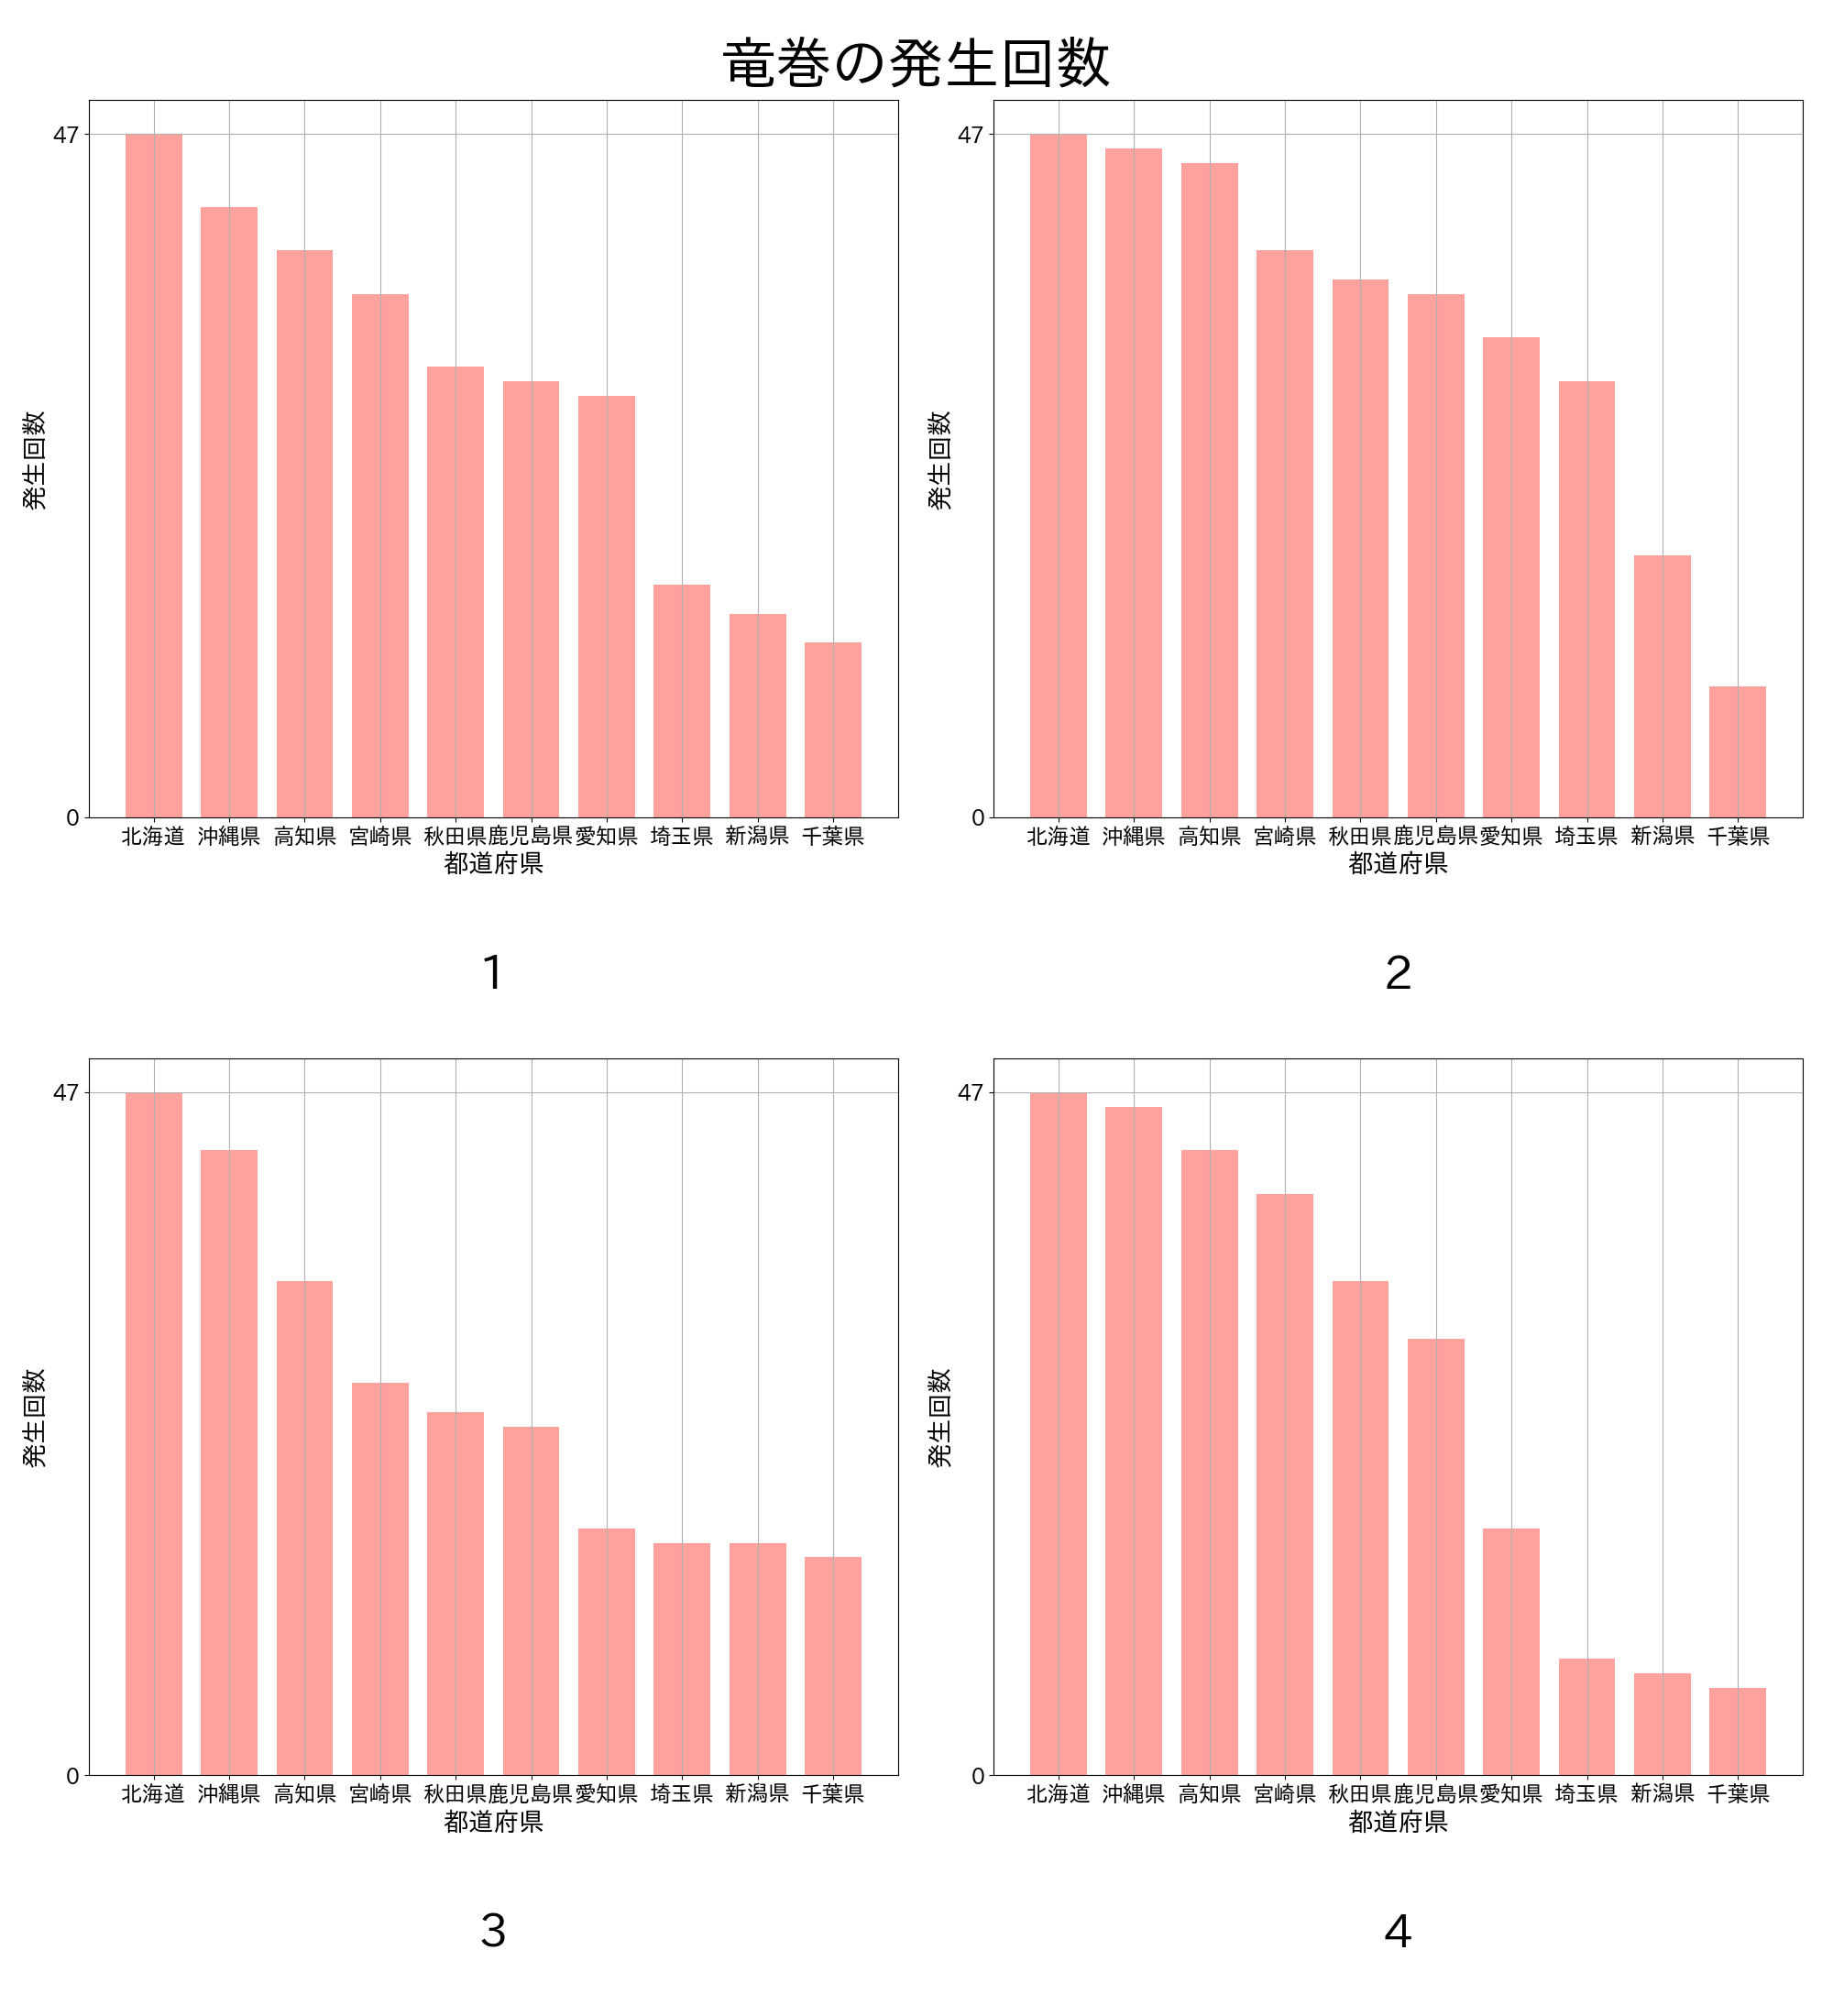 竜巻の発生回数
47
0
発生回数
北海道 沖縄県 高知県 宮崎県 秋田県 鹿児島県 愛知県 埼玉県 新潟県 千葉県
都道府県
1
47
0
発生回数
北海道 沖縄県 高知県 宮崎県 秋田県 鹿児島県 愛知県 埼玉県 新潟県 千葉県
都道府県
2
47
0
発生回数
北海道 沖縄県 高知県 宮崎県 秋田県 鹿児島県 愛知県 埼玉県 新潟県 千葉県
都道府県
3
47
0
発生回数
北海道 沖縄県 高知県 宮崎県 秋田県 鹿児島県 愛知県 埼玉県 新潟県 千葉県
都道府県
4